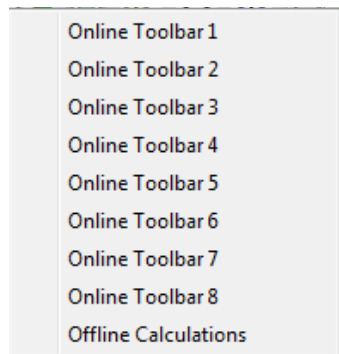 Online Toolbar 1
Online Toolbar 2
Online Toolbar 3
Online Toolbar 4
Online Toolbar 5
Online Toolbar 6
Online Toolbar 7
Online Toolbar 8
Offline Calculations